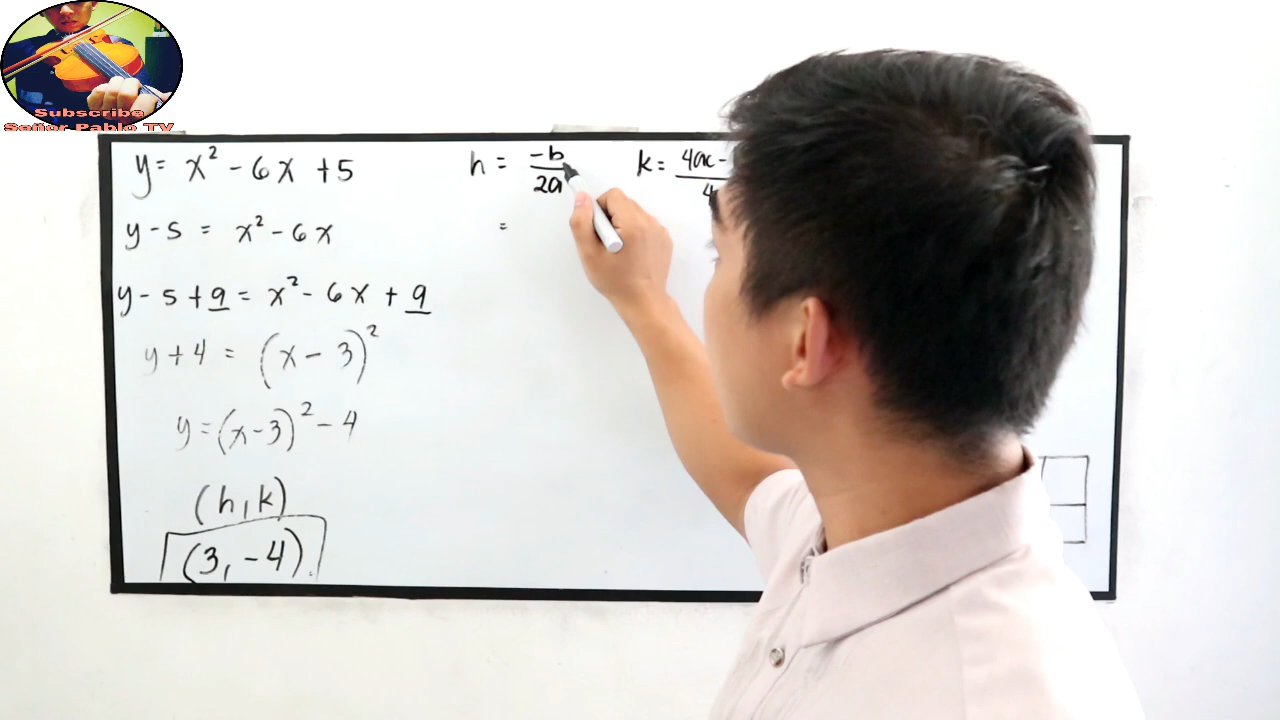 Subscribe
Señor Pablo TV
y = x² - 6x + 5
y - 5 = x² - 6x
y - 5 + 9 = x² - 6x + 9
y + 4 = (x - 3)²
y = (x - 3)² - 4
(h, k)
(3, -4).
h = -b/2a
=
k = 4ac - / 4